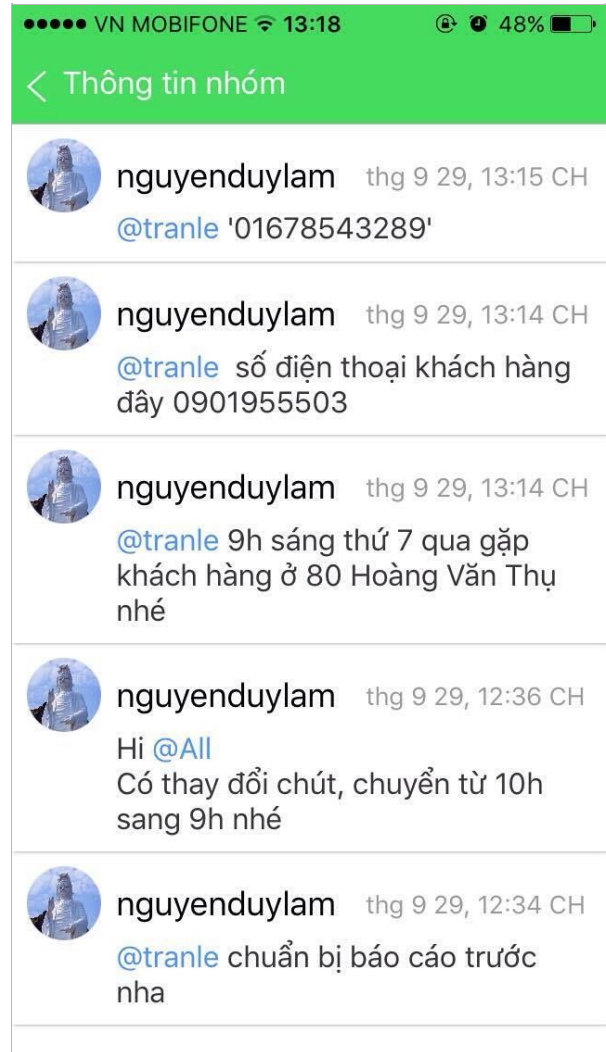 VN MOBIFONE 13:18 48%
Thông tin nhóm
nguyenduylam thg 9 29, 13:15 CH
@tranle '01678543289'
nguyenduylam thg 9 29, 13:14 CH
@tranle số điện thoại khách hàng
đây 0901955503
nguyenduylam thg 9 29, 13:14 CH
@tranle 9h sáng thứ 7 qua gặp
khách hàng ở 80 Hoàng Văn Thụ
nhé
nguyenduylam thg 9 29, 12:36 CH
Hi @All
Có thay đổi chút, chuyển từ 10h
sang 9h nhé
nguyenduylam thg 9 29, 12:34 CH
@tranle chuẩn bị báo cáo trước
nha